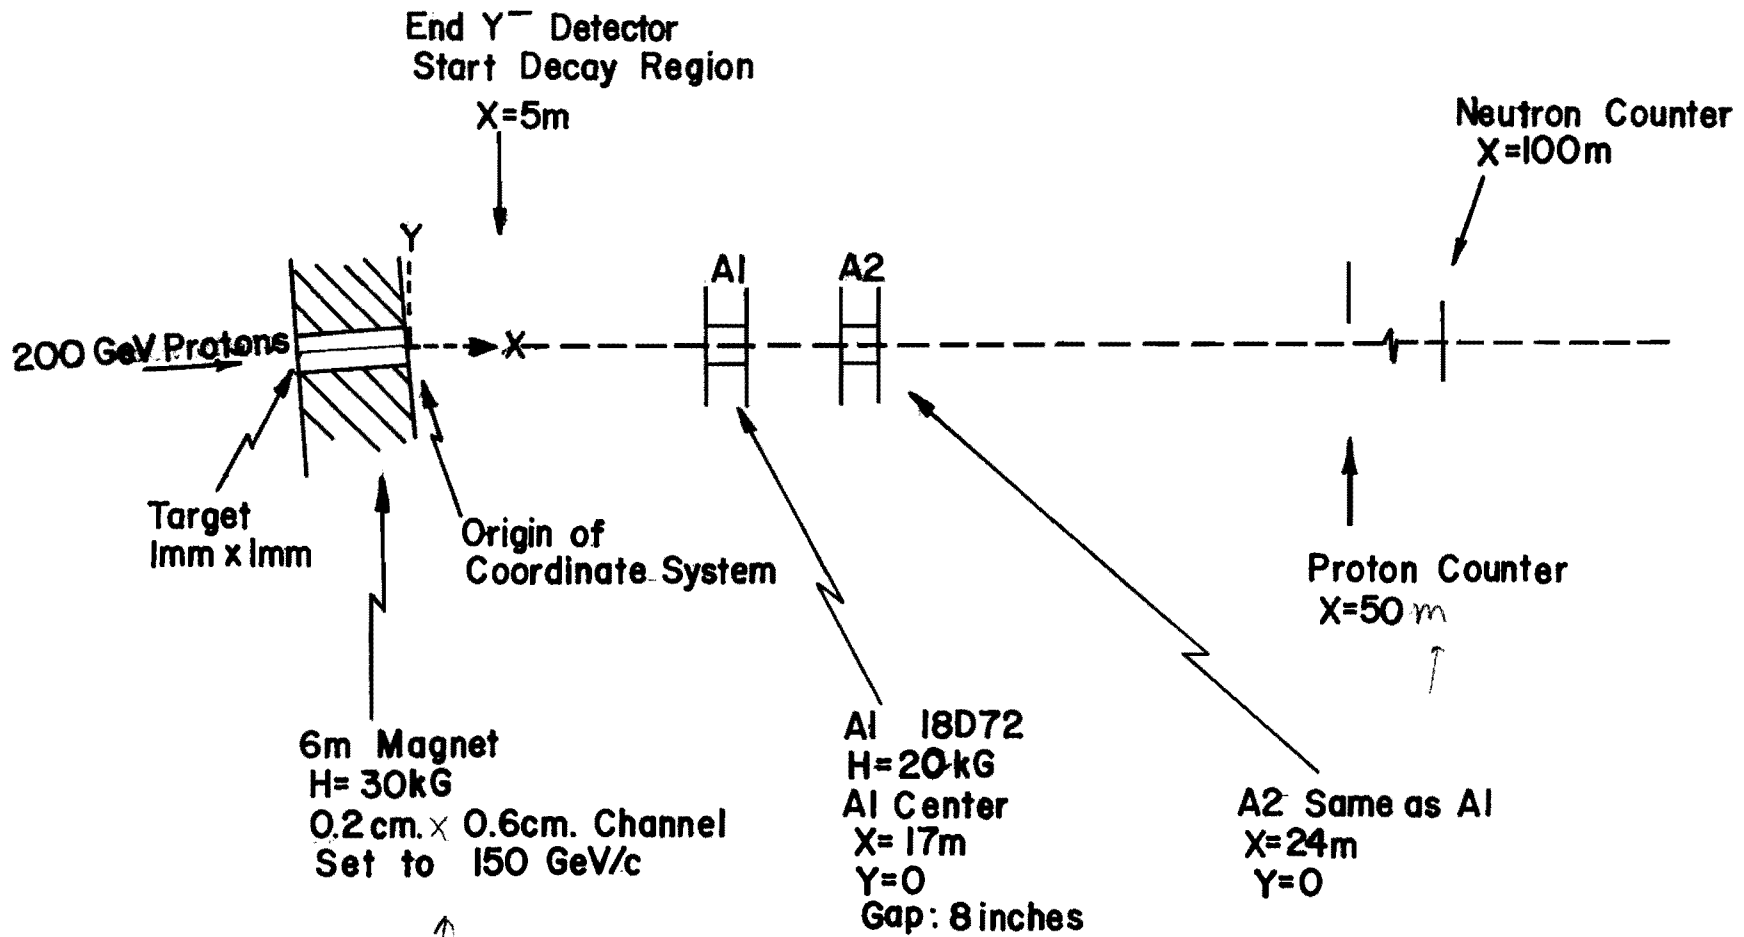 End Y⁻ Detector
Start Decay Region
X=5m
Neutron Counter
X=100m
Y
A1
A2
200 GeV Protons
X
Target
1mm x 1mm
Origin of
Coordinate System
Proton Counter
X=50 m
6m Magnet
H= 30kG
0.2 cm. x 0.6cm. Channel
Set to 150 GeV/c
A1 18D72
H=20kG
A1 Center
X= 17m
Y=0
Gap: 8 inches
A2 Same as A1
X=24m
Y=0